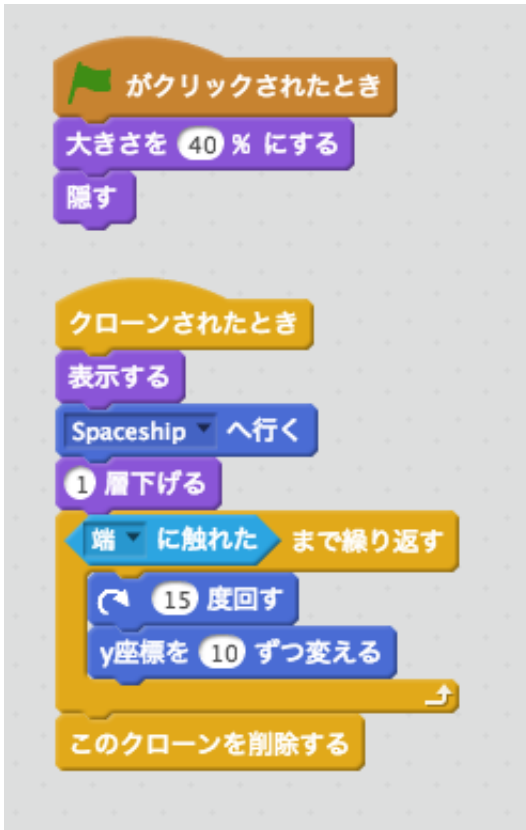 がクリックされたとき
大きさを 40 % にする
隠す
クローンされたとき
表示する
Spaceship へ行く
1 層下げる
端 に触れた まで繰り返す
15 度回す
y座標を 10 ずつ変える
このクローンを削除する